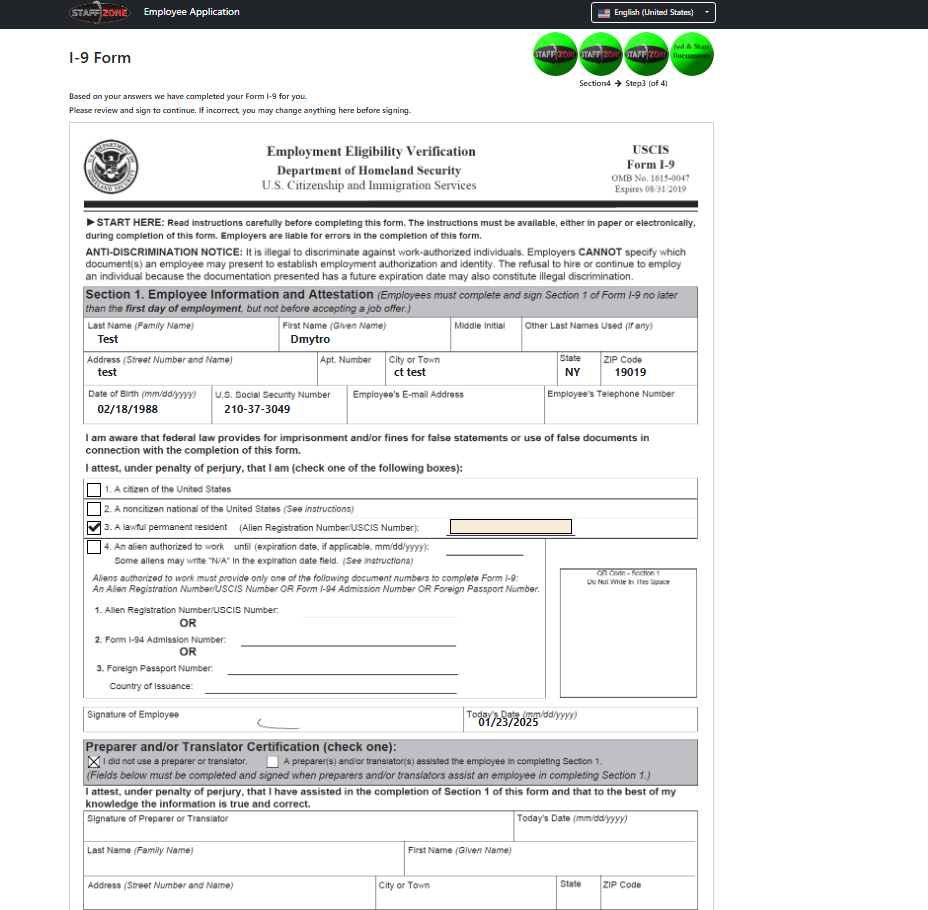 STAFF ZONE
Employee Application
English (United States)
I-9 Form
STAFF ZONE STAFF ZONE STAFF ZONE
Documents
Section4 → Step3 (of 4)
Based on your answers we have completed your Form I-9 for you.
Please review and sign to continue. If incorrect, you may change anything here before signing.
U.S. DEPARTMENT OF HOMELAND SECURITY
Employment Eligibility Verification
Department of Homeland Security
U.S. Citizenship and Immigration Services
USCIS
Form I-9
OMB No. 1615-0047
Expires 08/31/2019
►START HERE: Read instructions carefully before completing this form. The instructions must be available, either in paper or electronically,
during completion of this form. Employers are liable for errors in the completion of this form.
ANTI-DISCRIMINATION NOTICE: It is illegal to discriminate against work-authorized individuals. Employers CANNOT specify which
document(s) an employee may present to establish employment authorization and identity. The refusal to hire or continue to employ
an individual because the documentation presented has a future expiration date may also constitute illegal discrimination.
Section 1. Employee Information and Attestation (Employees must complete and sign Section 1 of Form I-9 no later
than the first day of employment, but not before accepting a job offer.)
Last Name (Family Name) First Name (Given Name) Middle Initial Other Last Names Used (if any)
Test Dmytro
Address (Street Number and Name) Apt. Number City or Town State ZIP Code
test ct test NY 19019
Date of Birth (mm/dd/yyyy) U.S. Social Security Number Employee's E-mail Address Employee's Telephone Number
02/18/1988 210-37-3049
I am aware that federal law provides for imprisonment and/or fines for false statements or use of false documents in
connection with the completion of this form.
I attest, under penalty of perjury, that I am (check one of the following boxes):
1. A citizen of the United States
2. A noncitizen national of the United States (See instructions)
3. A lawful permanent resident (Alien Registration Number/USCIS Number):
4. An alien authorized to work until (expiration date, if applicable, mm/dd/yyyy):
Some aliens may write "N/A" in the expiration date field. (See instructions)
Aliens authorized to work must provide only one of the following document numbers to complete Form I-9:
An Alien Registration Number/USCIS Number OR Form I-94 Admission Number OR Foreign Passport Number.
1. Alien Registration Number/USCIS Number:
OR
2. Form I-94 Admission Number:
OR
3. Foreign Passport Number:
Country of Issuance:
QR Code - Section 1
Do Not Write In This Space
Signature of Employee Today's Date (mm/dd/yyyy)
01/23/2025
Preparer and/or Translator Certification (check one):
I did not use a preparer or translator. A preparer(s) and/or translator(s) assisted the employee in completing Section 1.
(Fields below must be completed and signed when preparers and/or translators assist an employee in completing Section 1.)
I attest, under penalty of perjury, that I have assisted in the completion of Section 1 of this form and that to the best of my
knowledge the information is true and correct.
Signature of Preparer or Translator Today's Date (mm/dd/yyyy)
Last Name (Family Name) First Name (Given Name)
Address (Street Number and Name) City or Town State ZIP Code